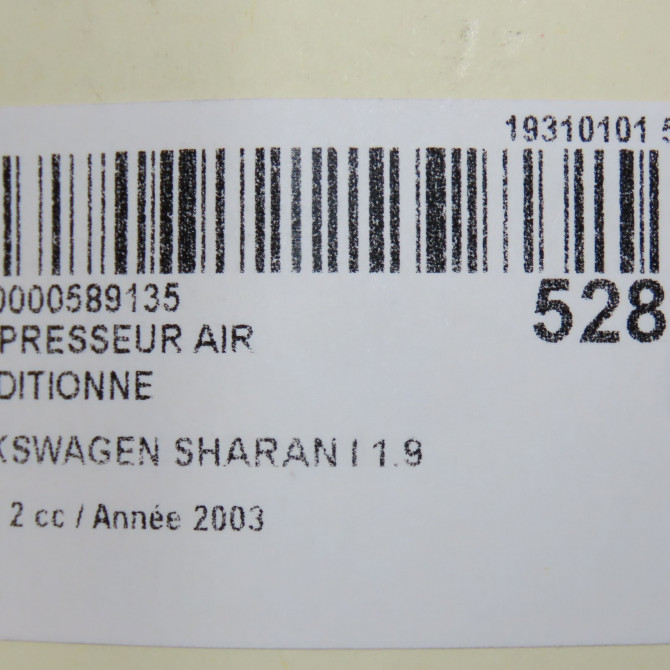 19310101 5
0000589135
528
PRESSEUR AIR
DITIONNE
KSWAGEN SHARAN I 1.9
2 cc / Année 2003